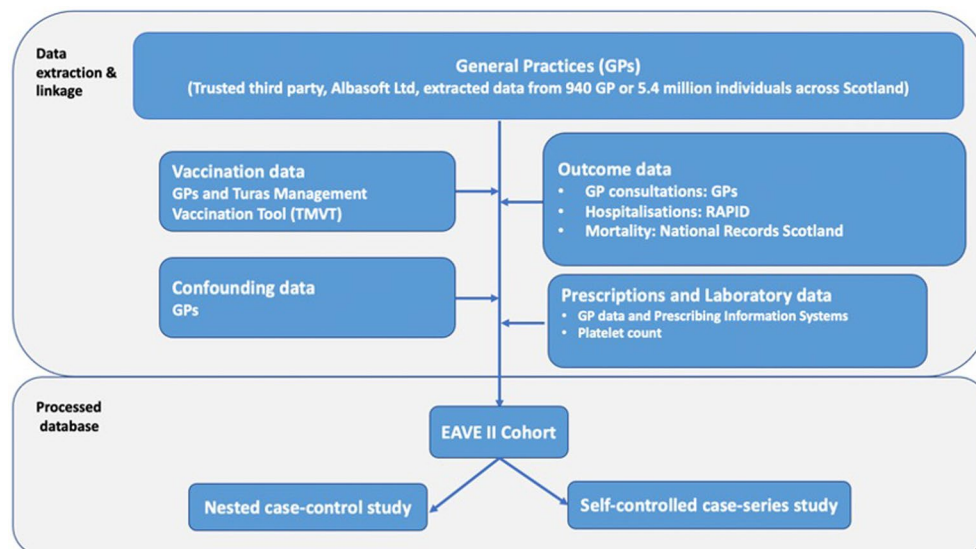 Data
extraction &
linkage
General Practices (GPs)
(Trusted third party, Albasoft Ltd, extracted data from 940 GP or 5.4 million individuals across Scotland)
Vaccination data
GPs and Turas Management
Vaccination Tool (TMVT)
Outcome data
• GP consultations: GPs
• Hospitalisations: RAPID
• Mortality: National Records Scotland
Confounding data
GPs
Prescriptions and Laboratory data
• GP data and Prescribing Information Systems
• Platelet count
Processed
database
EAVE II Cohort
Nested case-control study
Self-controlled case-series study